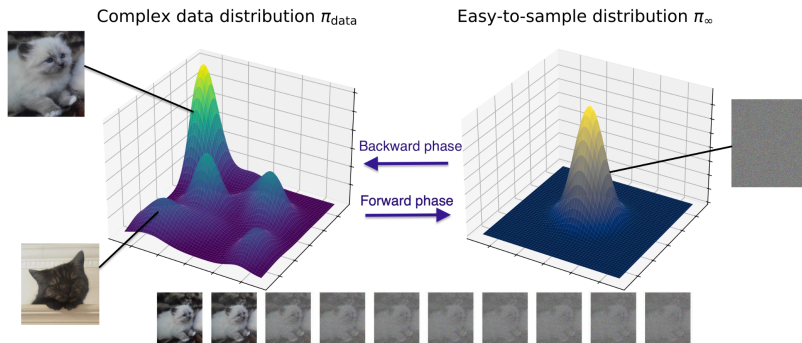 Complex data distribution π_data
Easy-to-sample distribution π_∞
Backward phase
Forward phase